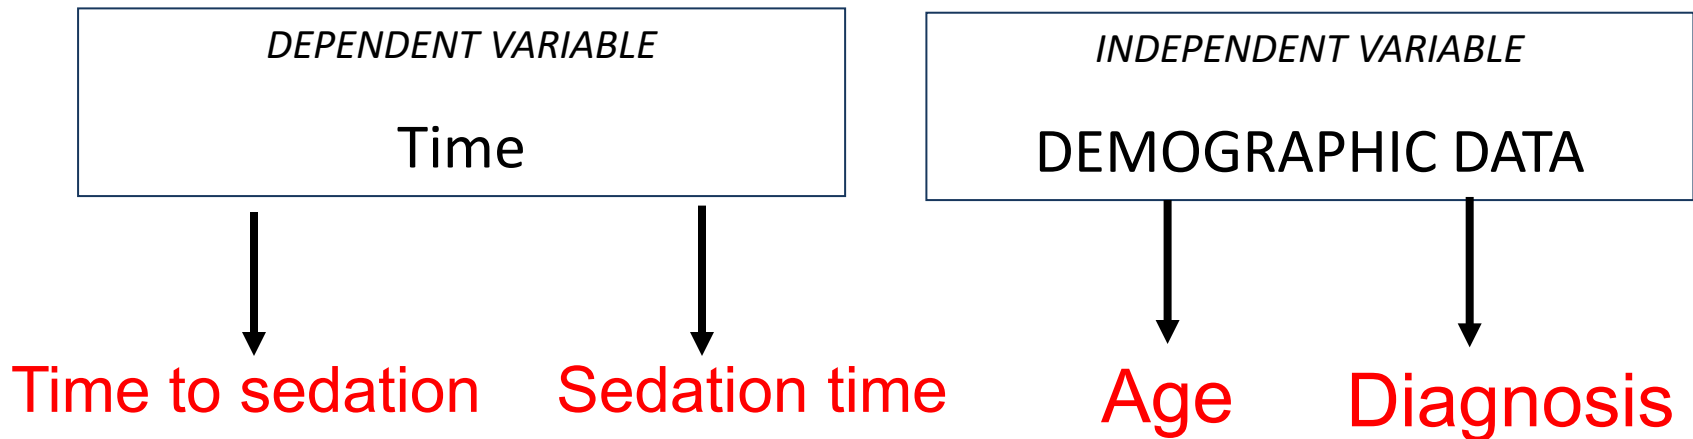 DEPENDENT VARIABLE
Time
INDEPENDENT VARIABLE
DEMOGRAPHIC DATA
Time to sedation
Sedation time
Age
Diagnosis